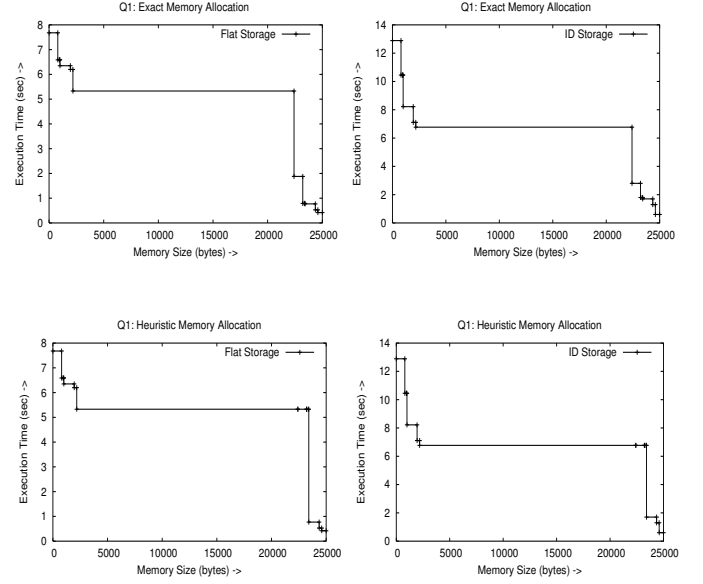 Q1: Exact Memory Allocation
Flat Storage
Execution Time (sec) ->
8
7
6
5
4
3
2
1
0
0 5000 10000 15000 20000 25000
Memory Size (bytes) ->
Q1: Exact Memory Allocation
ID Storage
Execution Time (sec) ->
14
12
10
8
6
4
2
0
0 5000 10000 15000 20000 25000
Memory Size (bytes) ->
Q1: Heuristic Memory Allocation
Flat Storage
Execution Time (sec) ->
8
7
6
5
4
3
2
1
0
0 5000 10000 15000 20000 25000
Memory Size (bytes) ->
Q1: Heuristic Memory Allocation
ID Storage
Execution Time (sec) ->
14
12
10
8
6
4
2
0
0 5000 10000 15000 20000 25000
Memory Size (bytes) ->